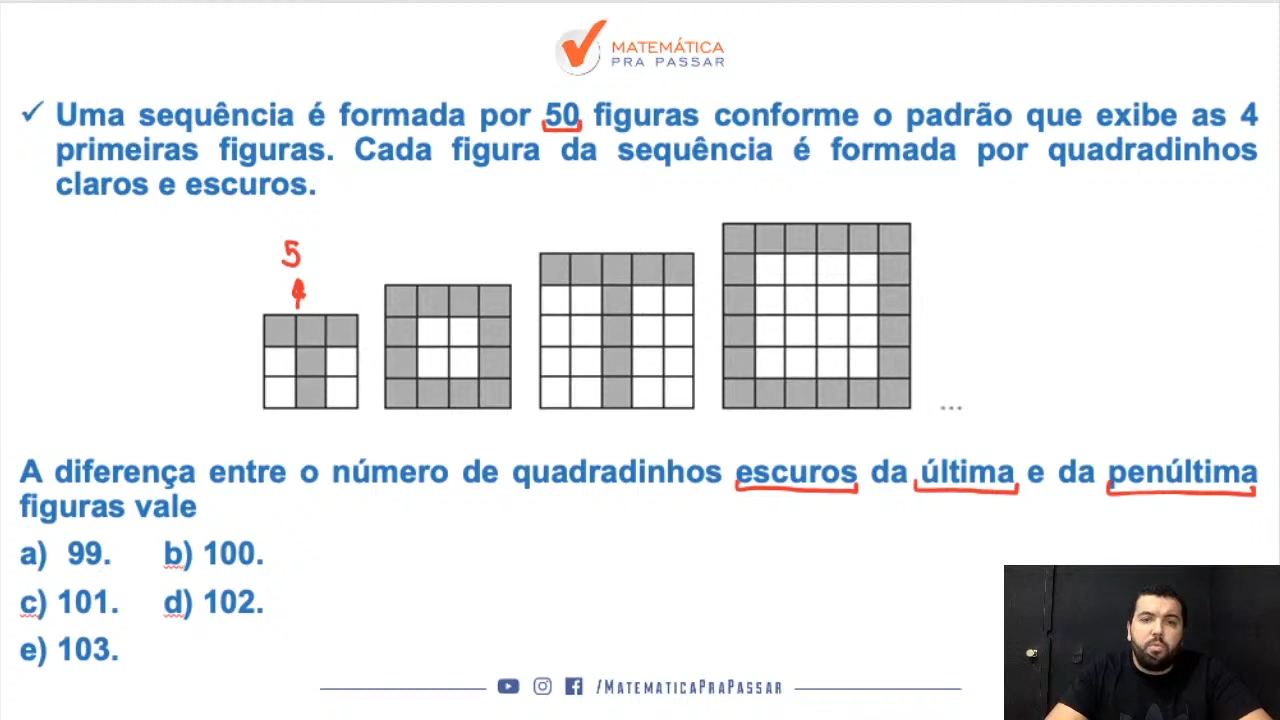 MATEMÁTICA
PRA PASSAR
✓ Uma sequência é formada por 50 figuras conforme o padrão que exibe as 4
primeiras figuras. Cada figura da sequência é formada por quadradinhos
claros e escuros.
5
...
A diferença entre o número de quadradinhos escuros da última e da penúltima
figuras vale
a) 99. b) 100.
c) 101. d) 102.
e) 103.
/MATEMATICAPRAPASSAR